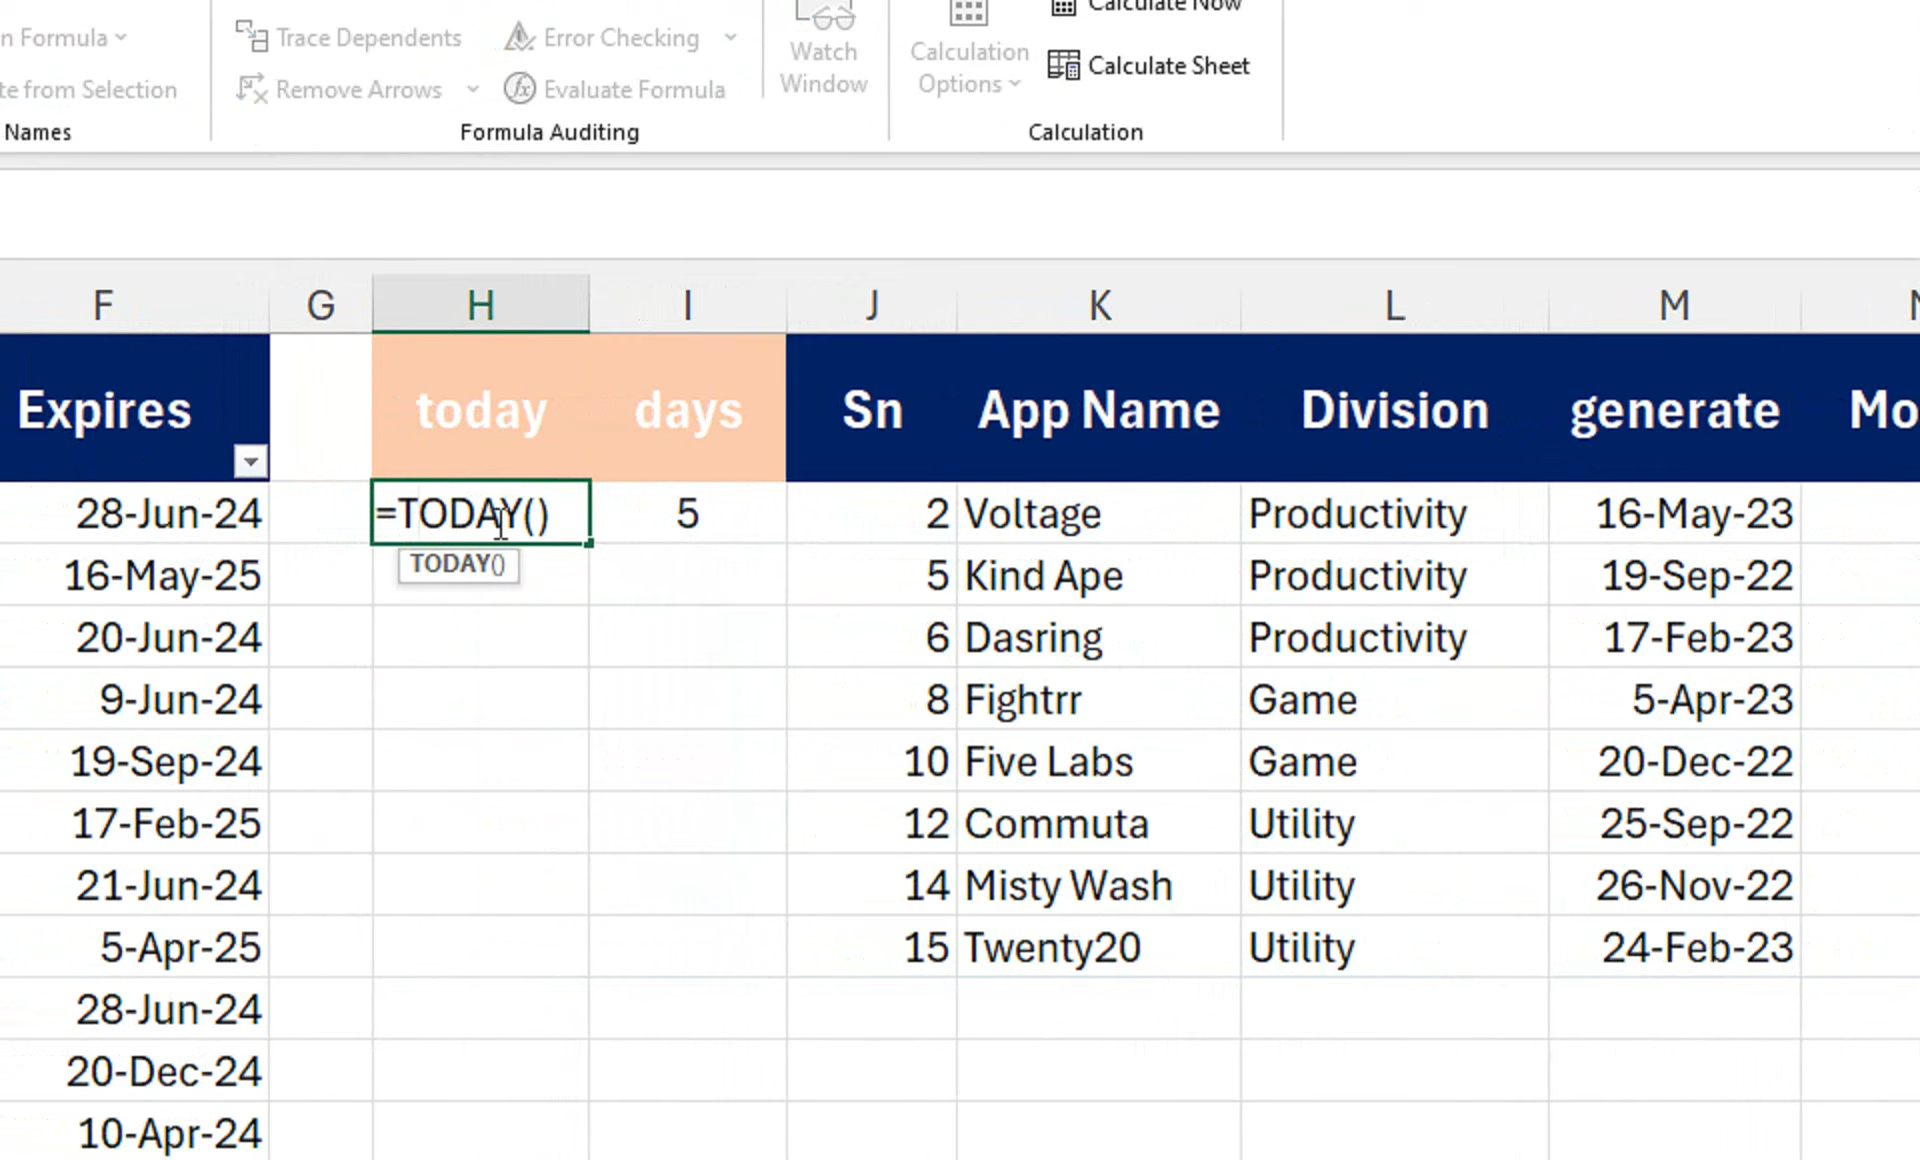 n Formula
Trace Dependents
Error Checking
Watch Window
Calculation Options
Calculate Now
Calculate Sheet
te from Selection
Remove Arrows
Evaluate Formula
Names
Formula Auditing
Calculation
F G H I J K L M
Expires today days Sn App Name Division generate Mo
28-Jun-24 =TODAY() 5 2 Voltage Productivity 16-May-23
TODAY()
16-May-25 5 Kind Ape Productivity 19-Sep-22
20-Jun-24 6 Dasring Productivity 17-Feb-23
9-Jun-24 8 Fightrr Game 5-Apr-23
19-Sep-24 10 Five Labs Game 20-Dec-22
17-Feb-25 12 Commuta Utility 25-Sep-22
21-Jun-24 14 Misty Wash Utility 26-Nov-22
5-Apr-25 15 Twenty20 Utility 24-Feb-23
28-Jun-24
20-Dec-24
10-Apr-24